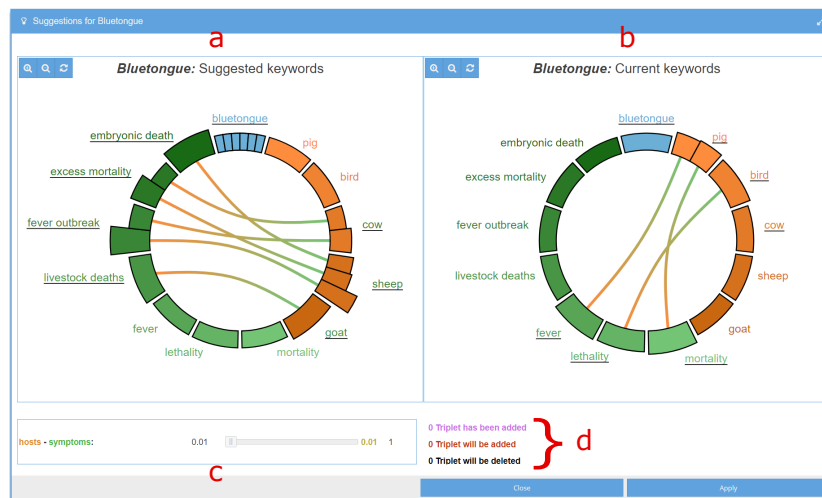 Suggestions for Bluetongue
a
b
Bluetongue: Suggested keywords
Bluetongue: Current keywords
bluetongue
embryonic death
pig
excess mortality
bird
fever outbreak
cow
livestock deaths
sheep
fever
goat
lethality
mortality
bluetongue
embryonic death
pig
excess mortality
bird
fever outbreak
cow
livestock deaths
sheep
fever
goat
lethality
mortality
hosts - symptoms: 0.01 0.01 1
0 Triplet has been added
0 Triplet will be added
0 Triplet will be deleted
d
c
Close
Apply